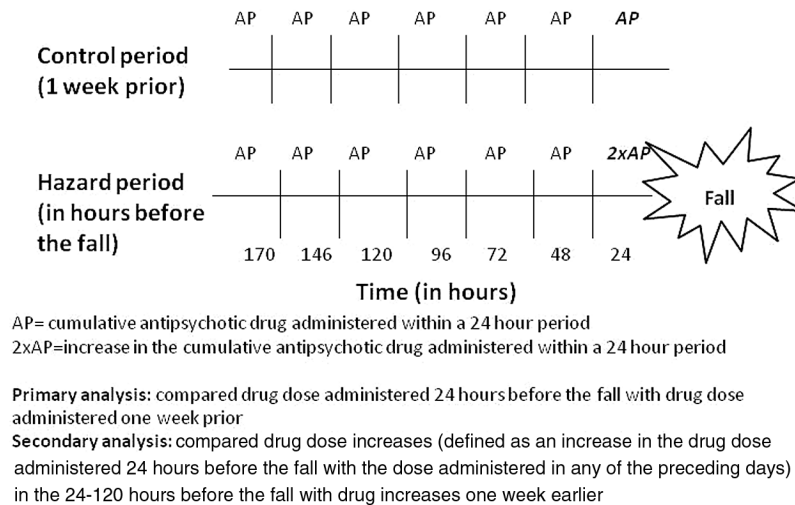 AP AP AP AP AP AP AP
Control period
(1 week prior)
AP AP AP AP AP AP 2xAP
Hazard period
(in hours before
the fall)
Fall
170 146 120 96 72 48 24
Time (in hours)
AP= cumulative antipsychotic drug administered within a 24 hour period
2xAP=increase in the cumulative antipsychotic drug administered within a 24 hour period
Primary analysis: compared drug dose administered 24 hours before the fall with drug dose
administered one week prior
Secondary analysis: compared drug dose increases (defined as an increase in the drug dose
administered 24 hours before the fall with the dose administered in any of the preceding days)
in the 24-120 hours before the fall with drug increases one week earlier